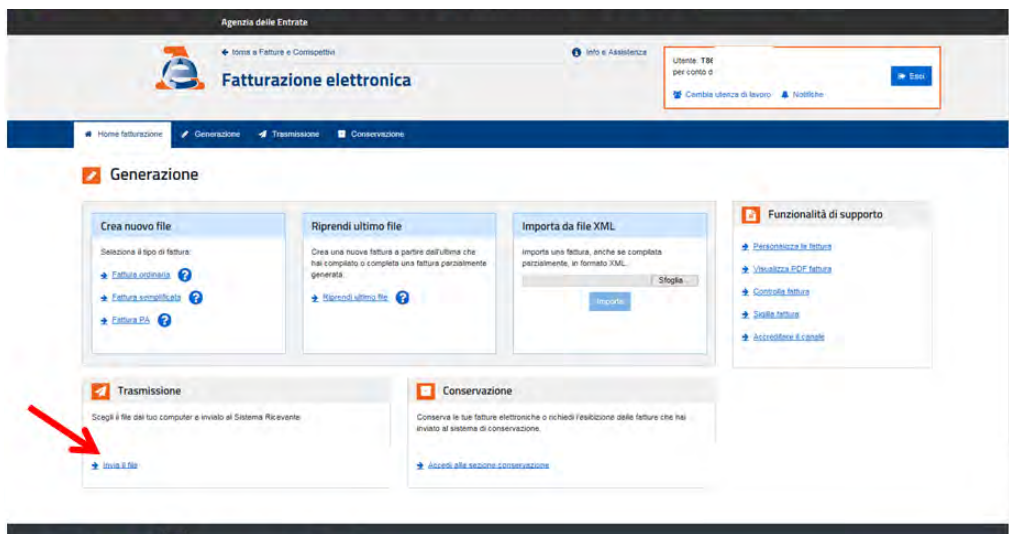 Agenzia delle Entrate
torna a Fatture e Corrispettivi
Info e Assistenza
Fatturazione elettronica
Utente: T86
per conto d
Esci
Cambia utenza di lavoro
Notifiche
Home fatturazione
Generazione
Trasmissione
Conservazione
Generazione
Crea nuovo file
Seleziona il tipo di fattura:
Fattura ordinaria
Fattura semplificata
Fattura PA
Riprendi ultimo file
Crea una nuova fattura a partire dall'ultima che
hai compilato o completa una fattura parzialmente
generata.
Riprendi ultimo file
Importa da file XML
Importa una fattura, anche se compilata
parzialmente, in formato XML.
Sfoglia...
Importa
Funzionalità di supporto
Personalizza le fatture
Visualizza PDF fattura
Controlla fattura
Sigilla fattura
Accreditare il canale
Trasmissione
Scegli il file dal tuo computer e invialo al Sistema Ricevente.
Invia il file
Conservazione
Conserva le tue fatture elettroniche o richiedi l'esibizione delle fatture che hai
inviato al sistema di conservazione.
Accedi alla sezione conservazione